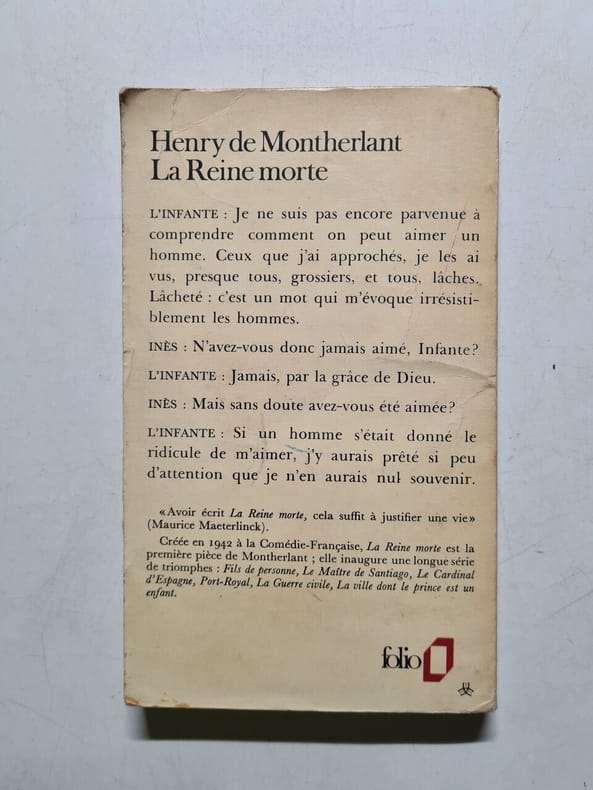 Henry de Montherlant
La Reine morte
L'INFANTE : Je ne suis pas encore parvenue à
comprendre comment on peut aimer un
homme. Ceux que j'ai approchés, je les ai
vus, presque tous, grossiers, et tous, lâches.
Lâcheté : c'est un mot qui m'évoque irrésisti-
blement les hommes.
INÈS : N'avez-vous donc jamais aimé, Infante?
L'INFANTE : Jamais, par la grâce de Dieu.
INÈS : Mais sans doute avez-vous été aimée?
L'INFANTE : Si un homme s'était donné le
ridicule de m'aimer, j'y aurais prêté si peu
d'attention que je n'en aurais nul souvenir.
« Avoir écrit La Reine morte, cela suffit à justifier une vie»
(Maurice Maeterlinck).
Créée en 1942 à la Comédie-Française, La Reine morte est la
première pièce de Montherlant ; elle inaugure une longue série
de triomphes : Fils de personne, Le Maître de Santiago, Le Cardinal
d'Espagne, Port-Royal, La Guerre civile, La ville dont le prince est un
enfant.
folio